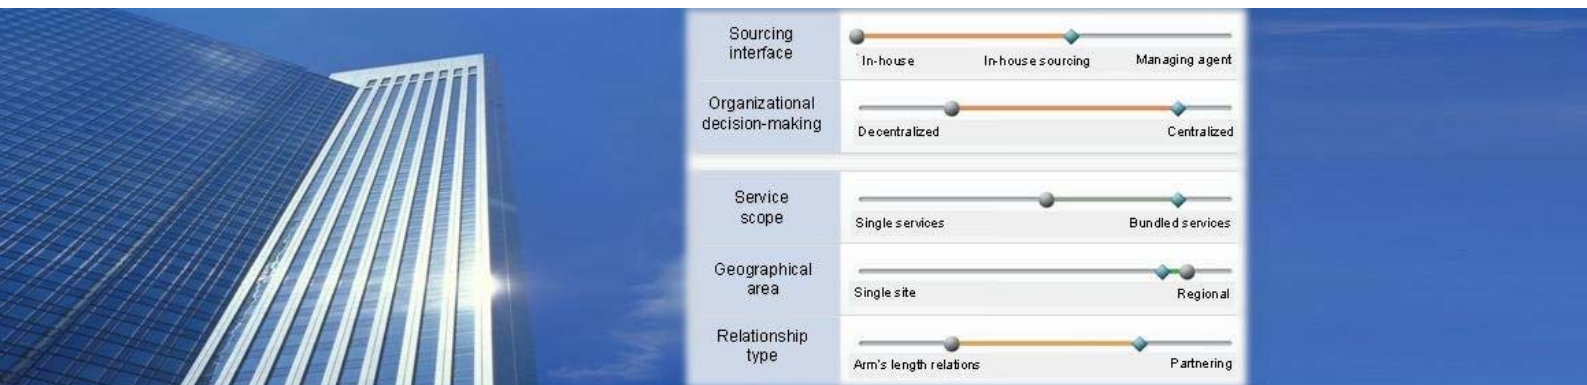 Sourcing
interface
In-house In-house sourcing Managing agent
Organizational
decision-making
Decentralized Centralized
Service
scope
Single services Bundled services
Geographical
area
Single site Regional
Relationship
type
Arm's length relations Partnering